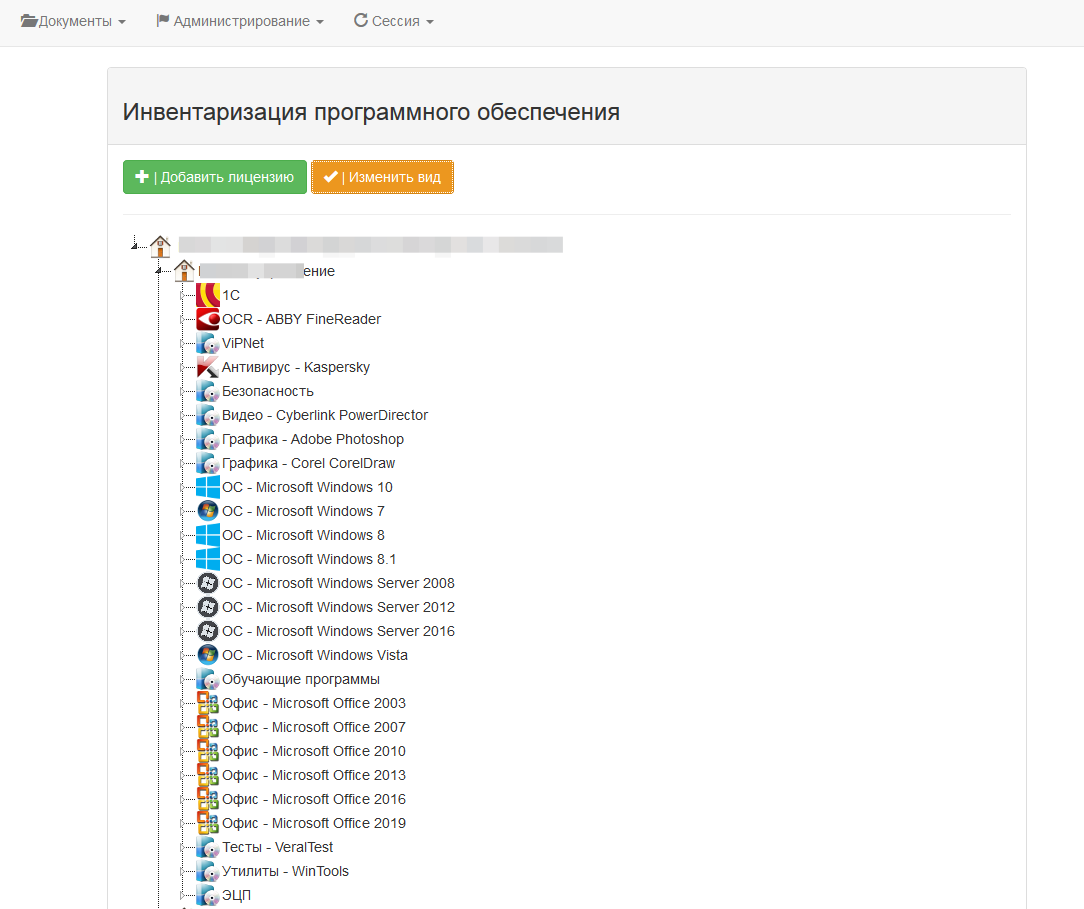 Документы
Администрирование
Сессия
Инвентаризация программного обеспечения
| Добавить лицензию
| Изменить вид
1С
OCR - ABBY FineReader
ViPNet
Антивирус - Kaspersky
Безопасность
Видео - Cyberlink PowerDirector
Графика - Adobe Photoshop
Графика - Corel CorelDraw
ОС - Microsoft Windows 10
ОС - Microsoft Windows 7
ОС - Microsoft Windows 8
ОС - Microsoft Windows 8.1
ОС - Microsoft Windows Server 2008
ОС - Microsoft Windows Server 2012
ОС - Microsoft Windows Server 2016
ОС - Microsoft Windows Vista
Обучающие программы
Офис - Microsoft Office 2003
Офис - Microsoft Office 2007
Офис - Microsoft Office 2010
Офис - Microsoft Office 2013
Офис - Microsoft Office 2016
Офис - Microsoft Office 2019
Тесты - VeralTest
Утилиты - WinTools
ЭЦП